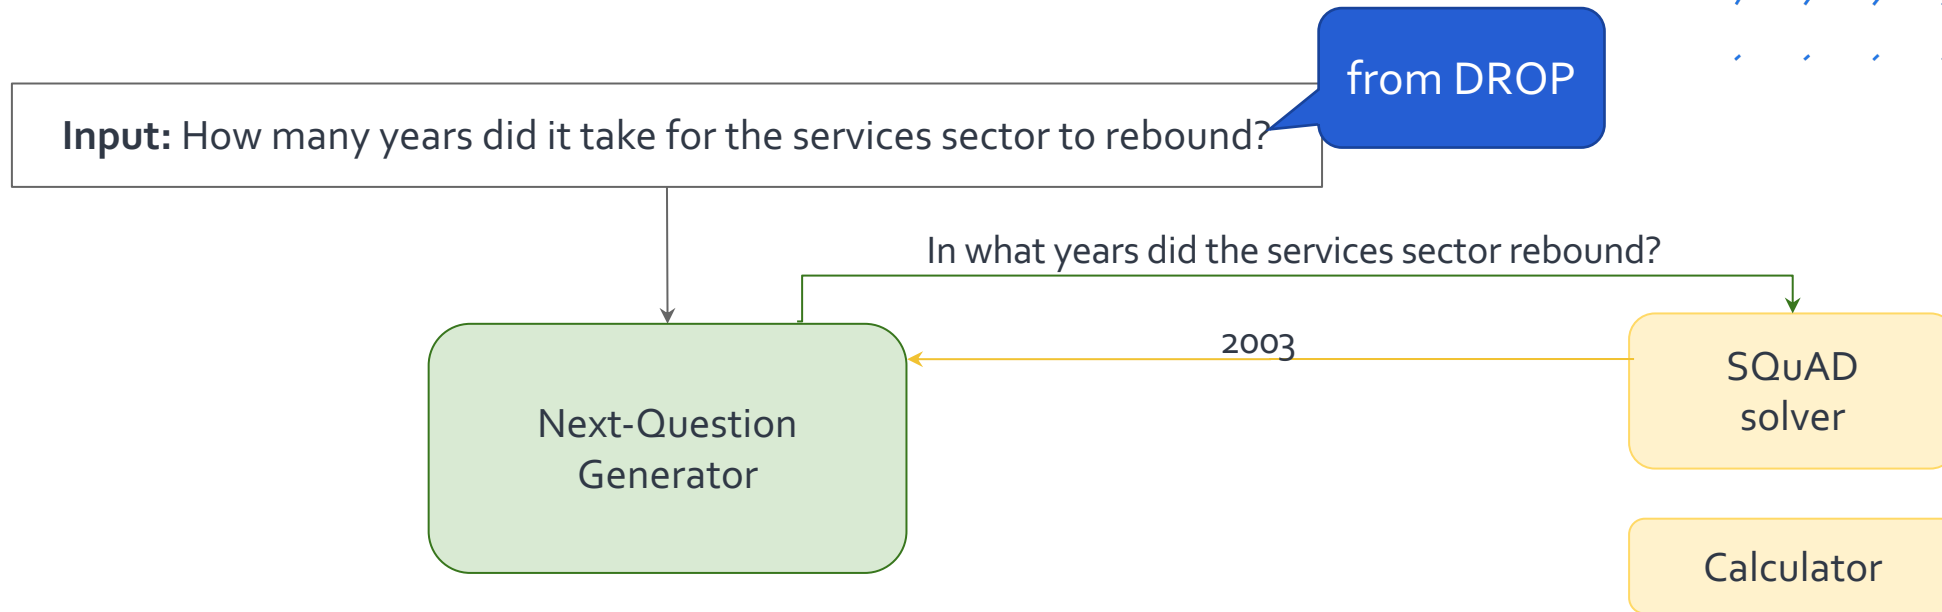 from DROP
Input: How many years did it take for the services sector to rebound?
In what years did the services sector rebound?
2003
SQuAD
solver
Next-Question
Generator
Calculator